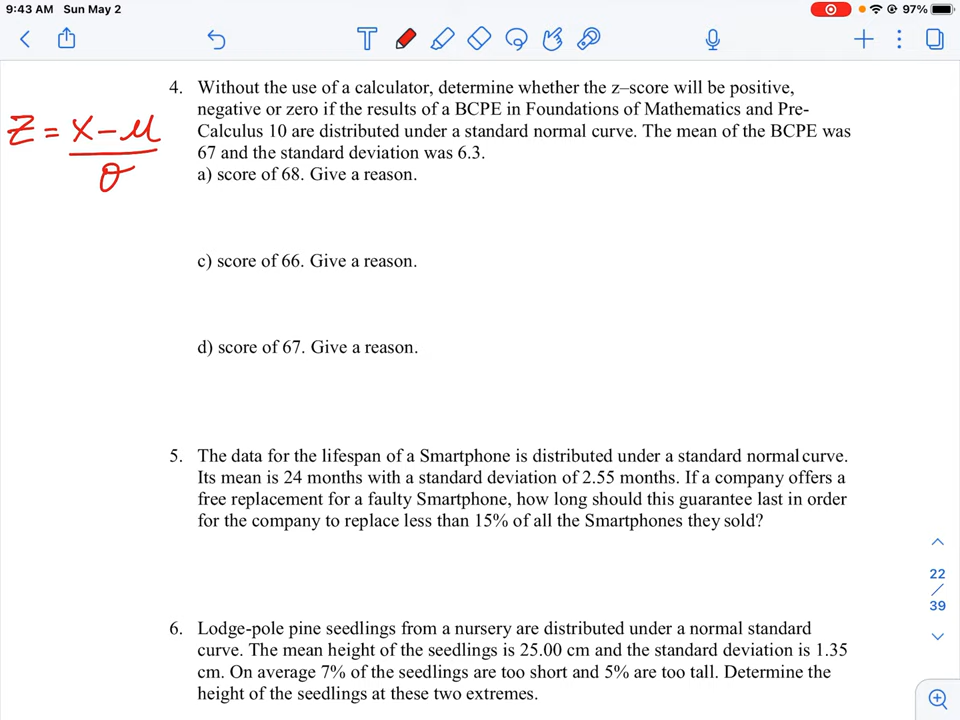 9:43 AM Sun May 2
97%
T
4. Without the use of a calculator, determine whether the z–score will be positive,
negative or zero if the results of a BCPE in Foundations of Mathematics and Pre-
Calculus 10 are distributed under a standard normal curve. The mean of the BCPE was
67 and the standard deviation was 6.3.
Z = x - μ
σ
a) score of 68. Give a reason.
c) score of 66. Give a reason.
d) score of 67. Give a reason.
5. The data for the lifespan of a Smartphone is distributed under a standard normal curve.
Its mean is 24 months with a standard deviation of 2.55 months. If a company offers a
free replacement for a faulty Smartphone, how long should this guarantee last in order
for the company to replace less than 15% of all the Smartphones they sold?
22
/
39
6. Lodge-pole pine seedlings from a nursery are distributed under a normal standard
curve. The mean height of the seedlings is 25.00 cm and the standard deviation is 1.35
cm. On average 7% of the seedlings are too short and 5% are too tall. Determine the
height of the seedlings at these two extremes.